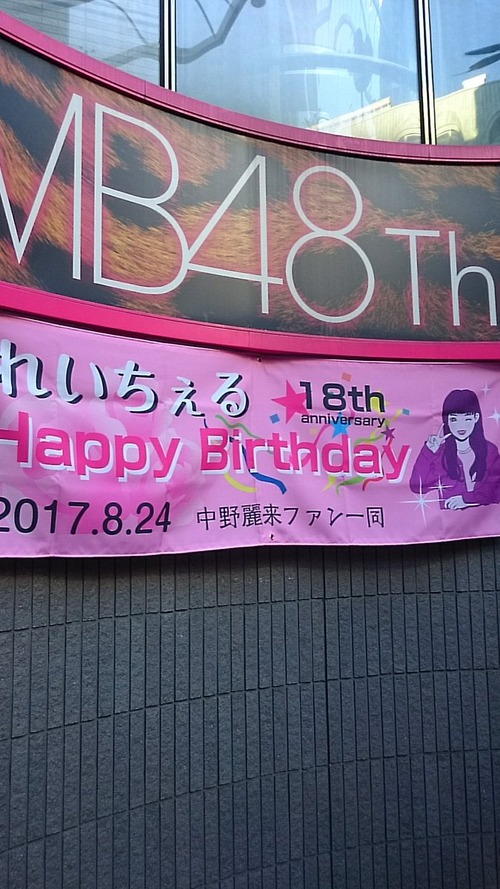 MB48 Th
れいちぇる
18th
anniversary
Happy Birthday
2017.8.24 中野麗来ファン一同